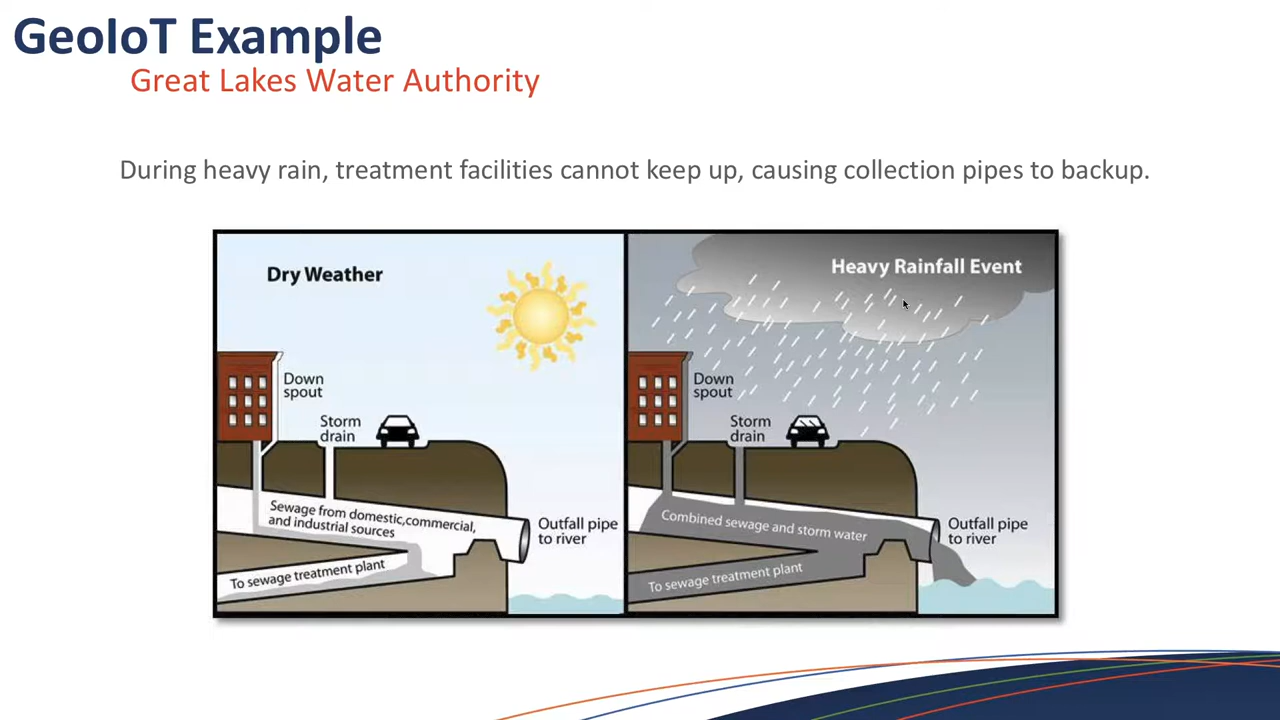 GeoIoT Example
Great Lakes Water Authority
During heavy rain, treatment facilities cannot keep up, causing collection pipes to backup.
Dry Weather
Down
spout
Storm
drain
Sewage from domestic,commercial,
and industrial sources
Outfall pipe
to river
To sewage treatment plant
Heavy Rainfall Event
Down
spout
Storm
drain
Combined sewage and storm water
Outfall pipe
to river
To sewage treatment plant